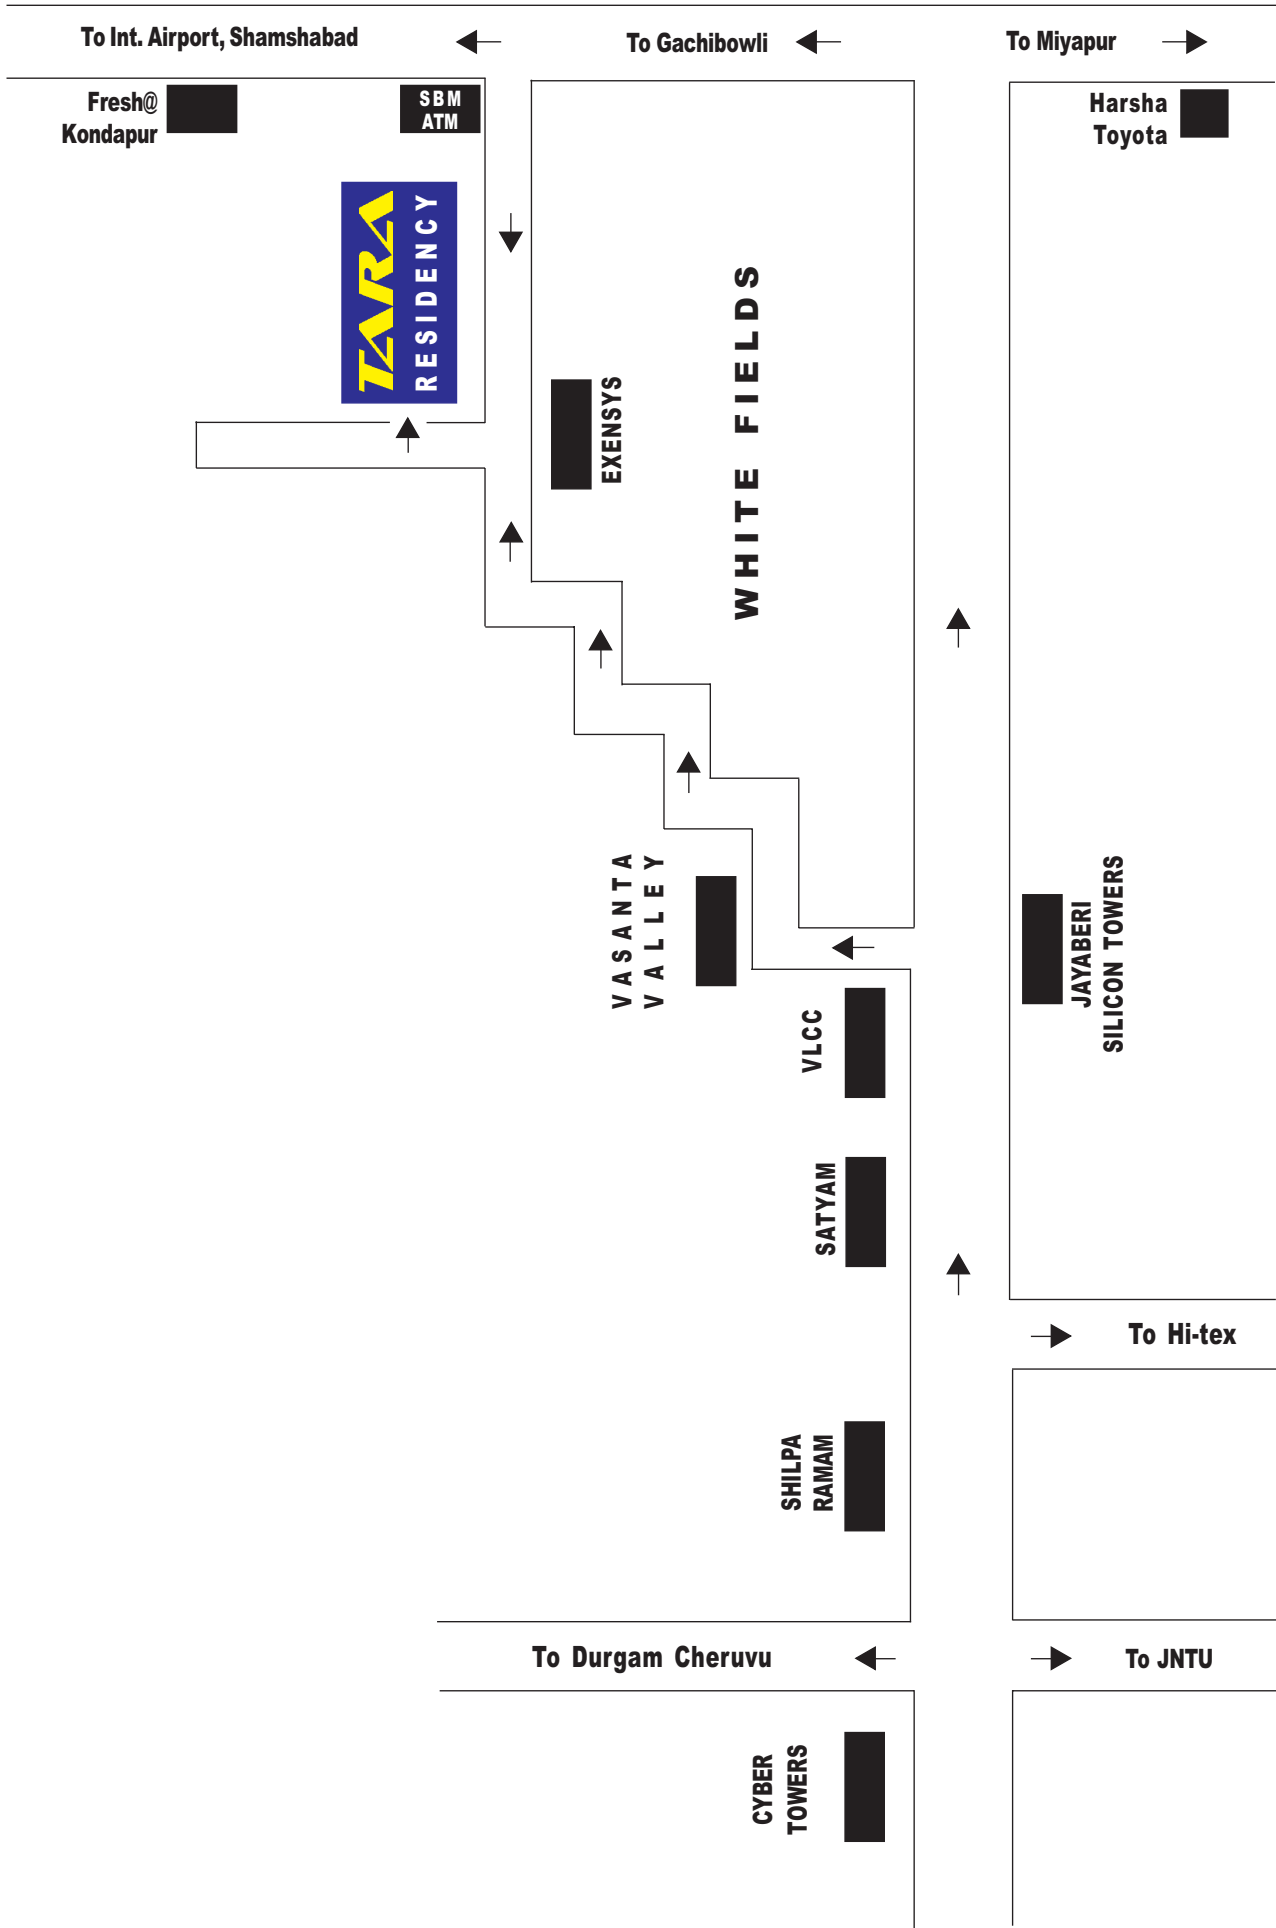 To Int. Airport, Shamshabad
To Gachibowli
To Miyapur
Fresh@
Kondapur
SBM
ATM
Harsha
Toyota
TARA
RESIDENCY
EXENSYS
WHITE FIELDS
VASANTA
VALLEY
JAYABERI
SILICON TOWERS
VLCC
SATYAM
To Hi-tex
SHILPA
RAMAM
To Durgam Cheruvu
To JNTU
CYBER
TOWERS